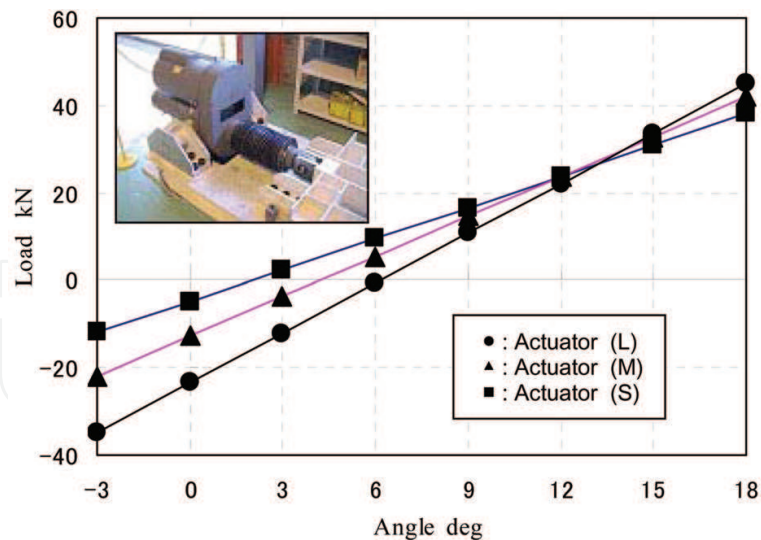 60
40
20
0
-20
-40
Load kN
● : Actuator (L)
▲ : Actuator (M)
■ : Actuator (S)
-3 0 3 6 9 12 15 18
Angle deg